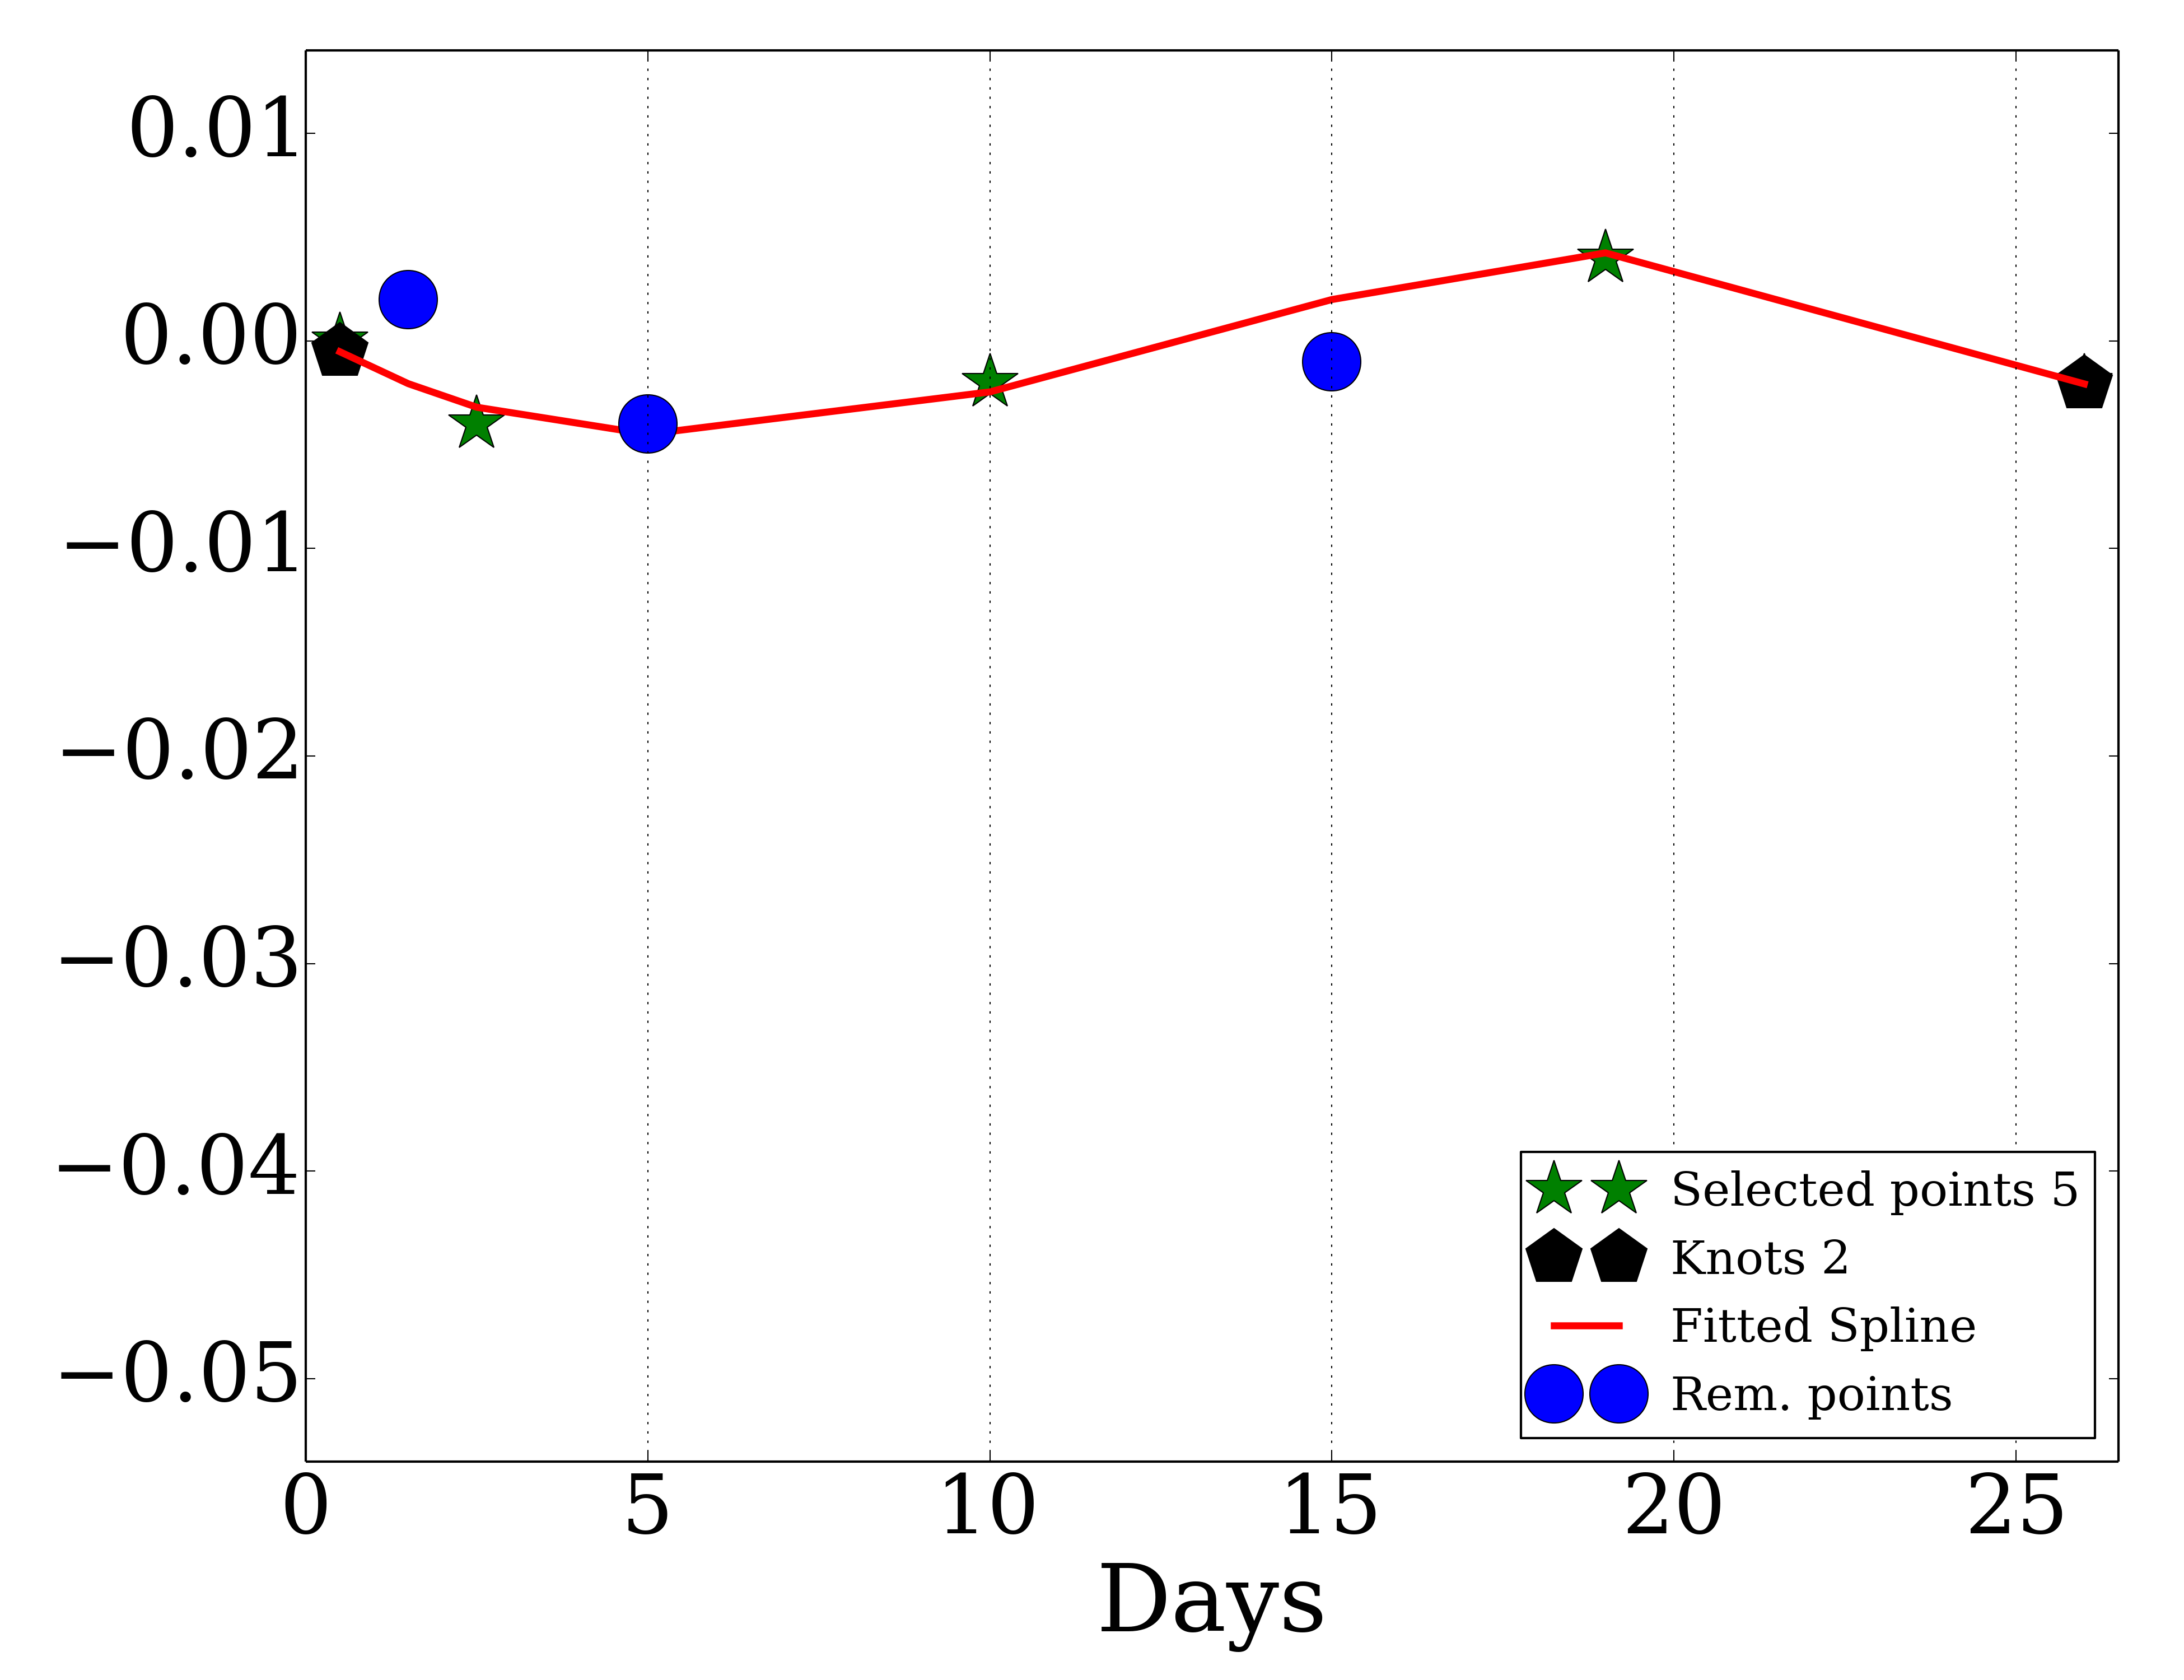 0.01
0.00
−0.01
−0.02
−0.03
−0.04
−0.05
Selected points 5
Knots 2
Fitted Spline
Rem. points
0 5 10 15 20 25
Days